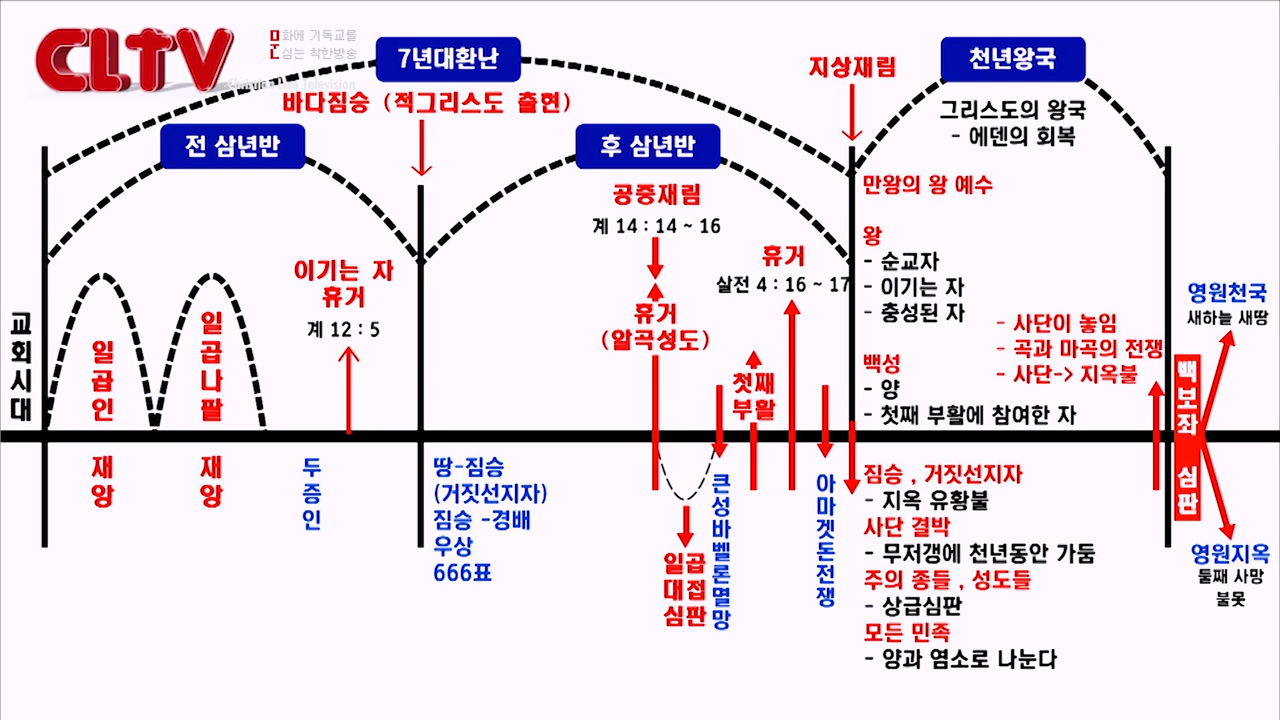 CLTV
문화에 기독교를
심는 착한방송
7년대환난
바다짐승 (적그리스도 출현)
지상재림
천년왕국
그리스도의 왕국
- 에덴의 회복
전 삼년반
후 삼년반
공중재림
계 14 : 14 ~ 16
휴거
살전 4 : 16 ~ 17
이기는 자
휴거
계 12 : 5
휴거
(알곡성도)
첫째
부활
교회시대
일곱인
재앙
일곱나팔
재앙
두증인
땅-짐승
(거짓선지자)
짐승 -경배
우상
666표
일곱
대접
심판
큰성바벨론멸망
아마겟돈전쟁
만왕의 왕 예수
왕
- 순교자
- 이기는 자
- 충성된 자
백성
- 양
- 첫째 부활에 참여한 자
- 사단이 놓임
- 곡과 마곡의 전쟁
- 사단-> 지옥불
짐승 , 거짓선지자
- 지옥 유황불
사단 결박
- 무저갱에 천년동안 가둠
주의 종들 , 성도들
- 상급심판
모든 민족
- 양과 염소로 나눈다
백보좌 심판
영원천국
새하늘 새땅
영원지옥
둘째 사망
불못